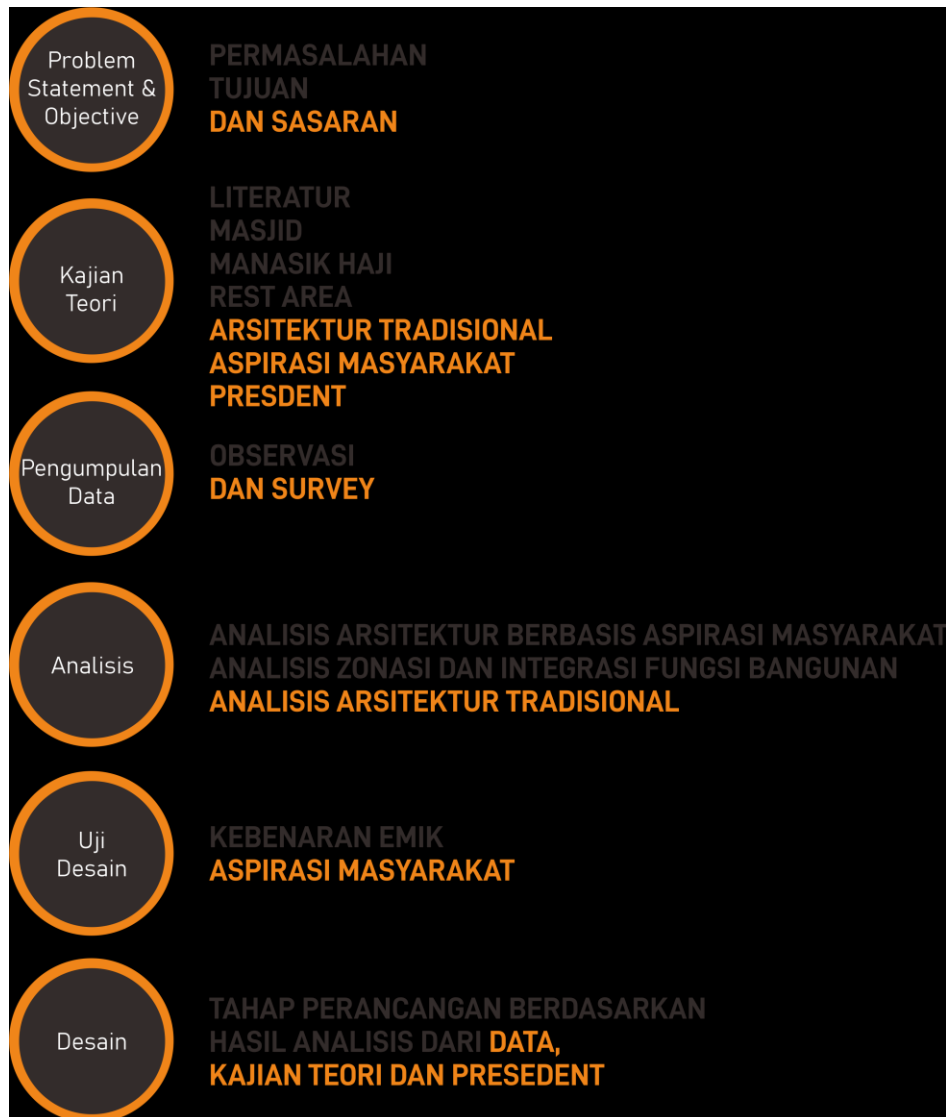 Problem
Statement &
Objective
PERMASALAHAN
TUJUAN
DAN SASARAN
Kajian
Teori
LITERATUR
MASJID
MANASIK HAJI
REST AREA
ARSITEKTUR TRADISIONAL
ASPIRASI MASYARAKAT
PRESDENT
Pengumpulan
Data
OBSERVASI
DAN SURVEY
Analisis
ANALISIS ARSITEKTUR BERBASIS ASPIRASI MASYARAKAT
ANALISIS ZONASI DAN INTEGRASI FUNGSI BANGUNAN
ANALISIS ARSITEKTUR TRADISIONAL
Uji
Desain
KEBENARAN EMIK
ASPIRASI MASYARAKAT
Desain
TAHAP PERANCANGAN BERDASARKAN
HASIL ANALISIS DARI DATA,
KAJIAN TEORI DAN PRESEDENT